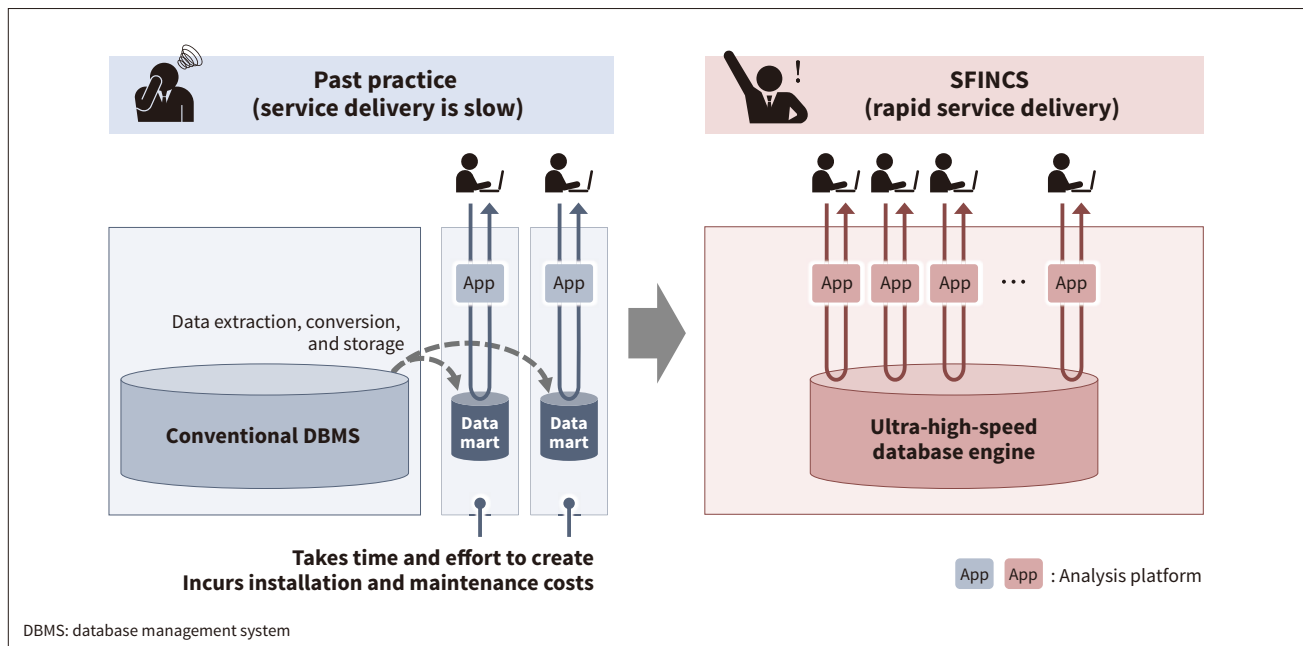 Past practice
(service delivery is slow)
App
App
Data extraction, conversion,
and storage
Conventional DBMS
Data
mart
Data
mart
Takes time and effort to create
Incurs installation and maintenance costs
SFINCS
(rapid service delivery)
!
App
App
App
...
App
Ultra-high-speed
database engine
App
App
: Analysis platform
DBMS: database management system